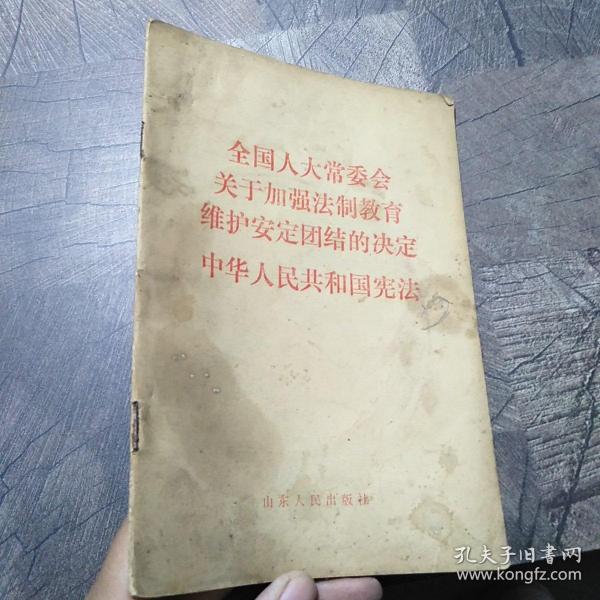 全国人大常委会
关于加强法制教育
维护安定团结的决定
中华人民共和国宪法
山东人民出版社
孔夫子旧书网
www.kongfz.com